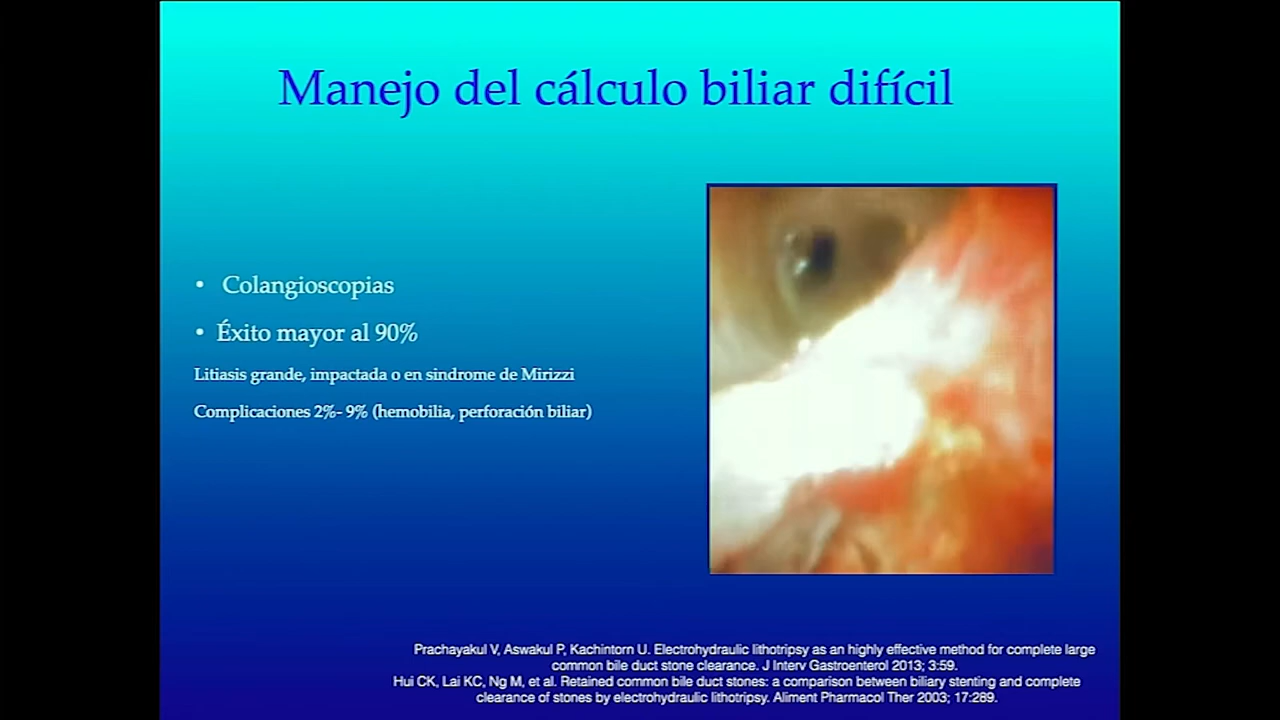 Manejo del cálculo biliar difícil
• Colangioscopias
• Éxito mayor al 90%
Litiasis grande, impactada o en sindrome de Mirizzi
Complicaciones 2%- 9% (hemobilia, perforación biliar)
Prachayakul V, Aswakul P, Kachintorn U. Electrohydraulic lithotripsy as an highly effective method for complete large
common bile duct stone clearance. J Interv Gastroenterol 2013; 3:59.
Hui CK, Lai KC, Ng M, et al. Retained common bile duct stones: a comparison between biliary stenting and complete
clearance of stones by electrohydraulic lithotripsy. Aliment Pharmacol Ther 2003; 17:289.